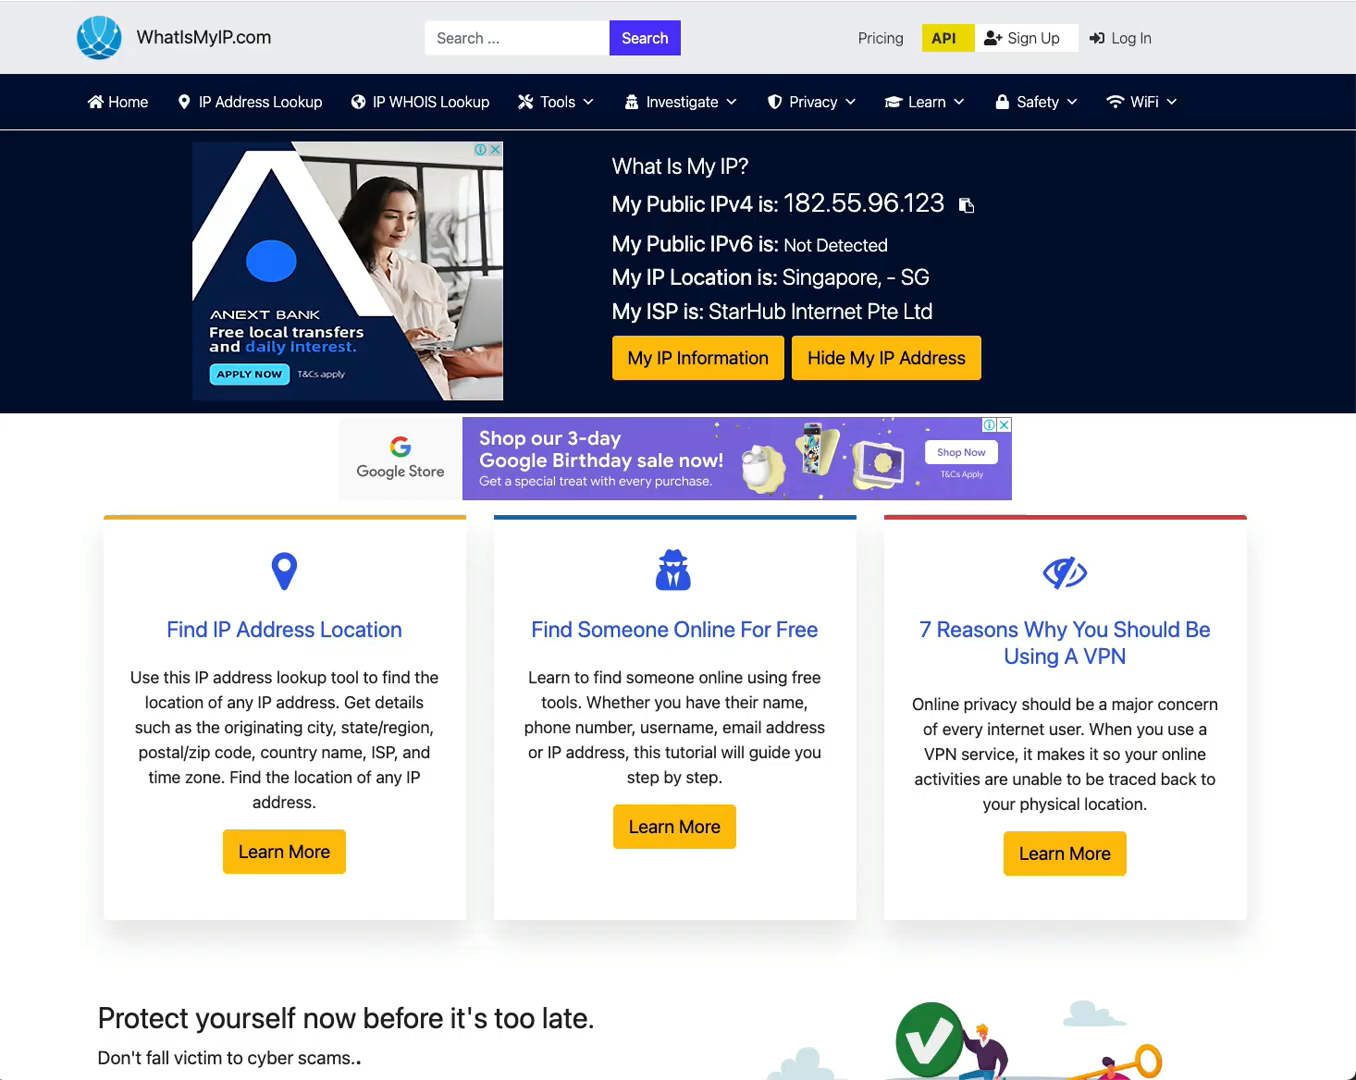 WhatIsMyIP.com
Search ...
Search
Pricing
API
Sign Up
Log In
Home
IP Address Lookup
IP WHOIS Lookup
Tools
Investigate
Privacy
Learn
Safety
WiFi
ANEXT BANK
Free local transfers
and daily interest.
APPLY NOW
T&Cs apply
What Is My IP?
My Public IPv4 is: 182.55.96.123
My Public IPv6 is: Not Detected
My IP Location is: Singapore, - SG
My ISP is: StarHub Internet Pte Ltd
My IP Information
Hide My IP Address
Google Store
Shop our 3-day
Google Birthday sale now!
Get a special treat with every purchase.
Shop Now
T&Cs Apply
Find IP Address Location
Use this IP address lookup tool to find the
location of any IP address. Get details
such as the originating city, state/region,
postal/zip code, country name, ISP, and
time zone. Find the location of any IP
address.
Learn More
Find Someone Online For Free
Learn to find someone online using free
tools. Whether you have their name,
phone number, username, email address
or IP address, this tutorial will guide you
step by step.
Learn More
7 Reasons Why You Should Be
Using A VPN
Online privacy should be a major concern
of every internet user. When you use a
VPN service, it makes it so your online
activities are unable to be traced back to
your physical location.
Learn More
Protect yourself now before it's too late.
Don't fall victim to cyber scams..